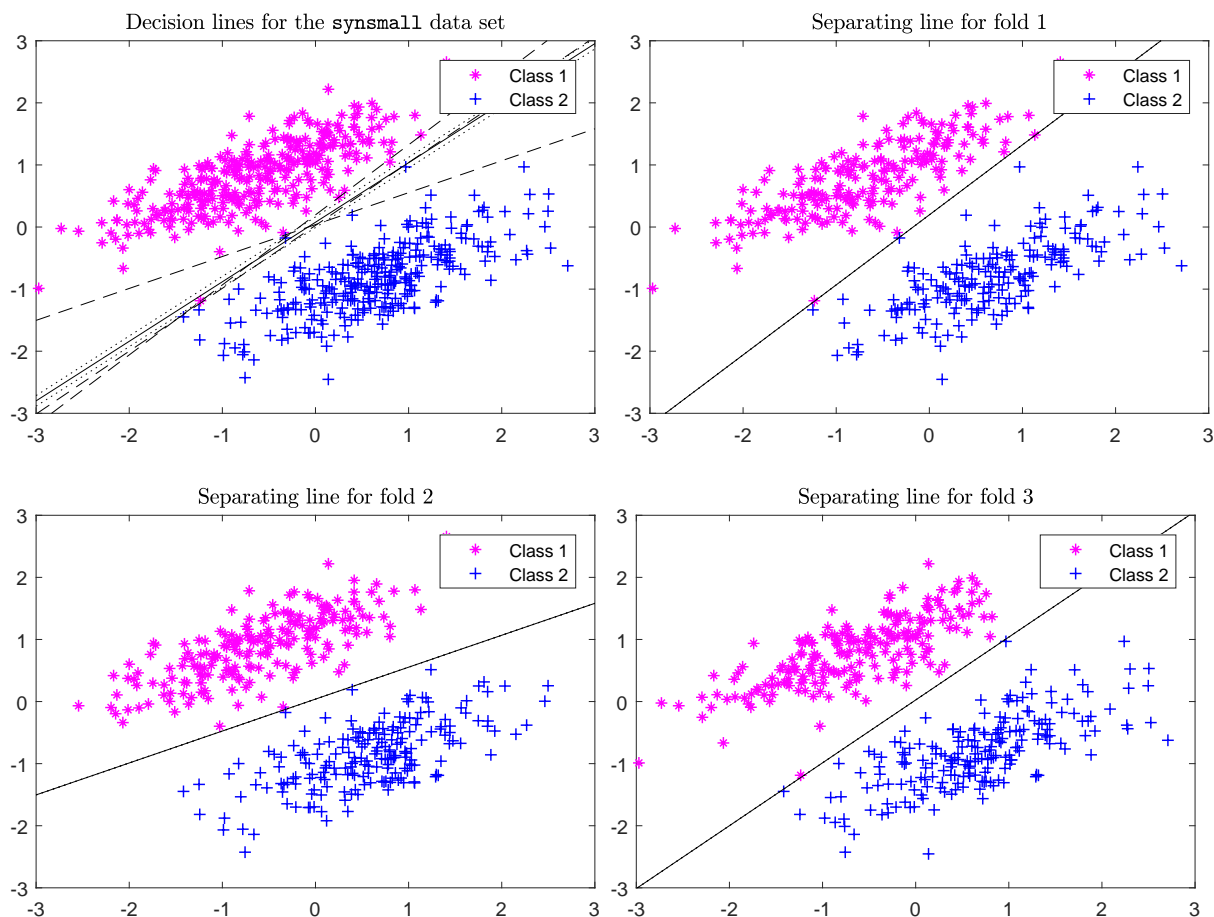 Decision lines for the synsmall data set
3
2
1
0
-1
-2
-3
-3 -2 -1 0 1 2 3
Class 1
Class 2
Separating line for fold 1
3
2
1
0
-1
-2
-3
-3 -2 -1 0 1 2 3
Class 1
Class 2
Separating line for fold 2
3
2
1
0
-1
-2
-3
-3 -2 -1 0 1 2 3
Class 1
Class 2
Separating line for fold 3
3
2
1
0
-1
-2
-3
-3 -2 -1 0 1 2 3
Class 1
Class 2